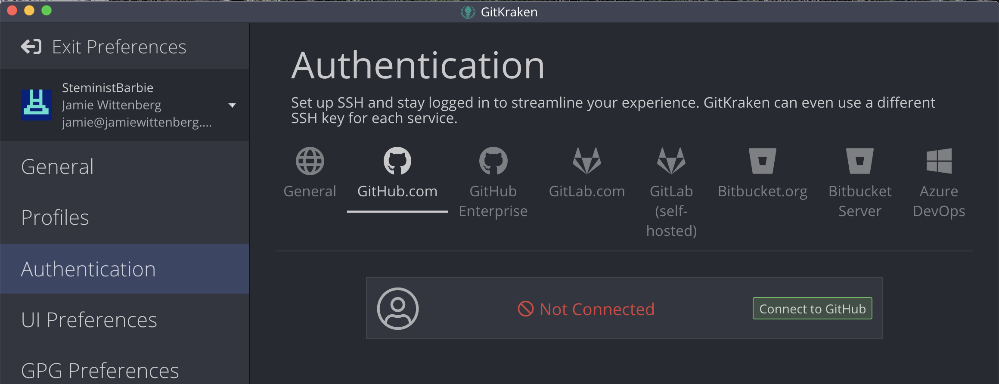 GitKraken
Exit Preferences
SteministBarbie
Jamie Wittenberg
jamie@jamiewittenberg....
General
Profiles
Authentication
UI Preferences
GPG Preferences
Authentication
Set up SSH and stay logged in to streamline your experience. GitKraken can even use a different
SSH key for each service.
General
GitHub.com
GitHub
Enterprise
GitLab.com
GitLab
(self-
hosted)
Bitbucket.org
Bitbucket
Server
Azure
DevOps
Not Connected
Connect to GitHub